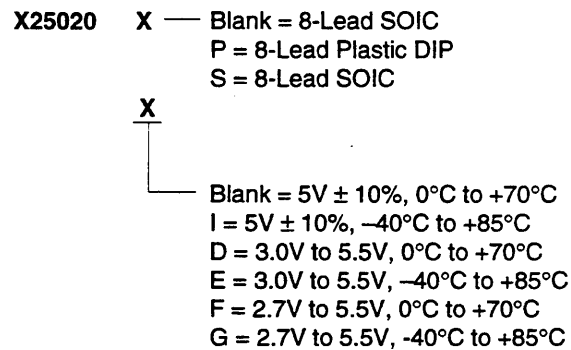 X25020 X — Blank = 8-Lead SOIC
P = 8-Lead Plastic DIP
S = 8-Lead SOIC
X
Blank = 5V ± 10%, 0°C to +70°C
I = 5V ± 10%, –40°C to +85°C
D = 3.0V to 5.5V, 0°C to +70°C
E = 3.0V to 5.5V, –40°C to +85°C
F = 2.7V to 5.5V, 0°C to +70°C
G = 2.7V to 5.5V, -40°C to +85°C